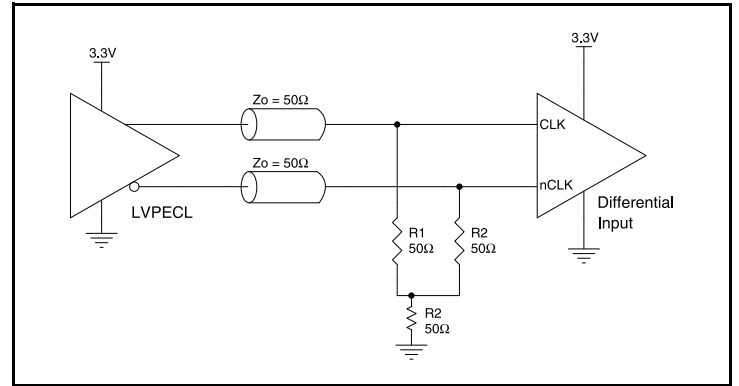 3.3V
3.3V
Zo = 50Ω
CLK
Zo = 50Ω
nCLK
LVPECL
Differential
Input
R1
50Ω
R2
50Ω
R2
50Ω